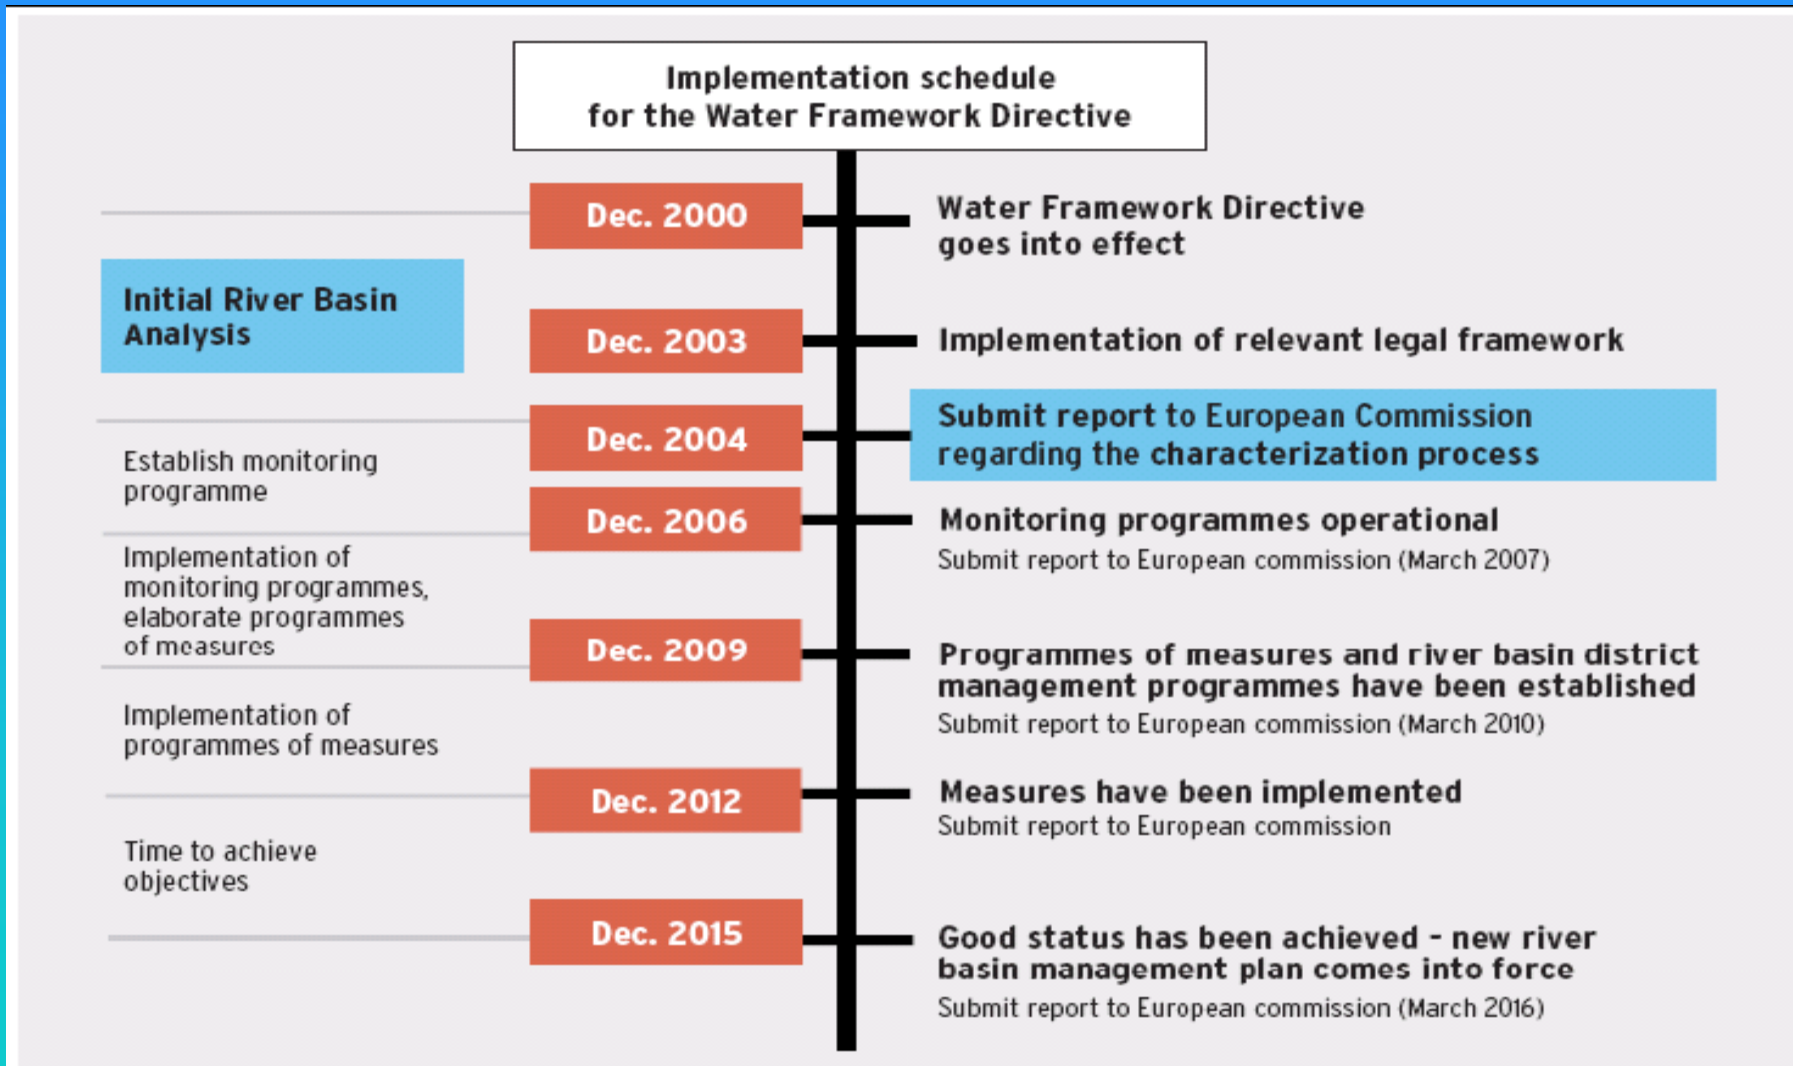 Implementation schedule
for the Water Framework Directive
Dec. 2000
Water Framework Directive
goes into effect
Initial River Basin
Analysis
Dec. 2003
Implementation of relevant legal framework
Dec. 2004
Submit report to European Commission
regarding the characterization process
Establish monitoring
programme
Dec. 2006
Monitoring programmes operational
Submit report to European commission (March 2007)
Implementation of
monitoring programmes,
elaborate programmes
of measures
Dec. 2009
Programmes of measures and river basin district
management programmes have been established
Submit report to European commission (March 2010)
Implementation of
programmes of measures
Dec. 2012
Measures have been implemented
Submit report to European commission
Time to achieve
objectives
Dec. 2015
Good status has been achieved - new river
basin management plan comes into force
Submit report to European commission (March 2016)